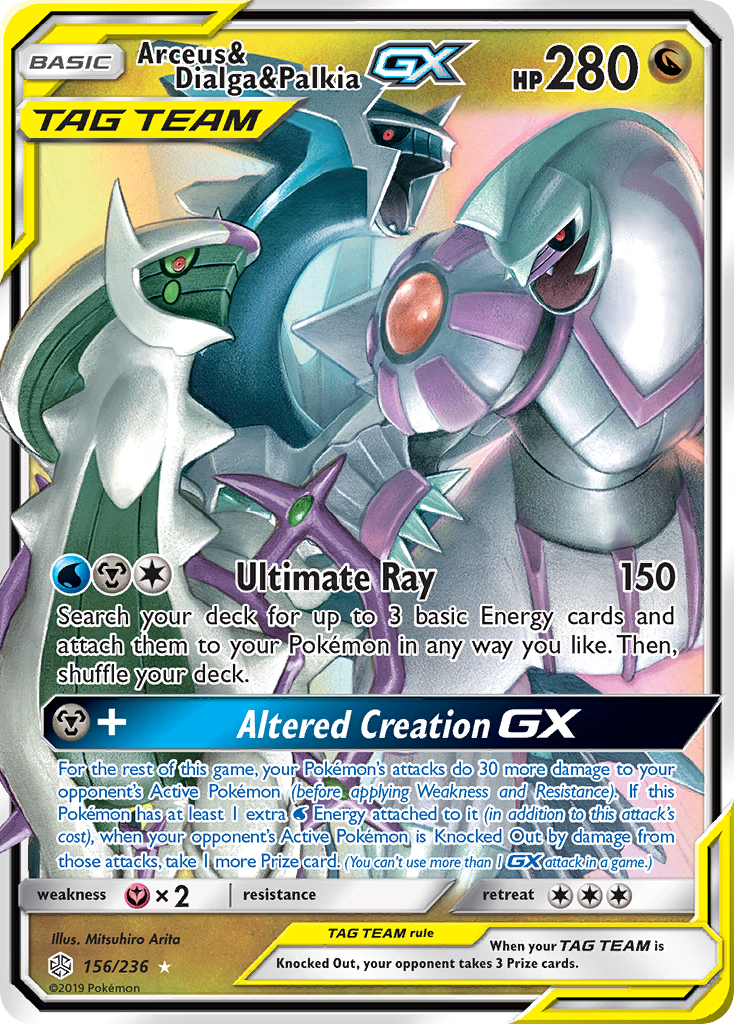 BASIC
Arceus&
Dialga&Palkia GX
HP 280
TAG TEAM
Ultimate Ray 150
Search your deck for up to 3 basic Energy cards and
attach them to your Pokémon in any way you like. Then,
shuffle your deck.
+ Altered Creation GX
For the rest of this game, your Pokémon's attacks do 30 more damage to your
opponent's Active Pokémon (before applying Weakness and Resistance). If this
Pokémon has at least 1 extra Energy attached to it (in addition to this attack's
cost), when your opponent's Active Pokémon is Knocked Out by damage from
those attacks, take 1 more Prize card. (You can't use more than 1 GX attack in a game.)
weakness ×2 resistance retreat
Illus. Mitsuhiro Arita
156/236
©2019 Pokémon
TAG TEAM rule
When your TAG TEAM is
Knocked Out, your opponent takes 3 Prize cards.